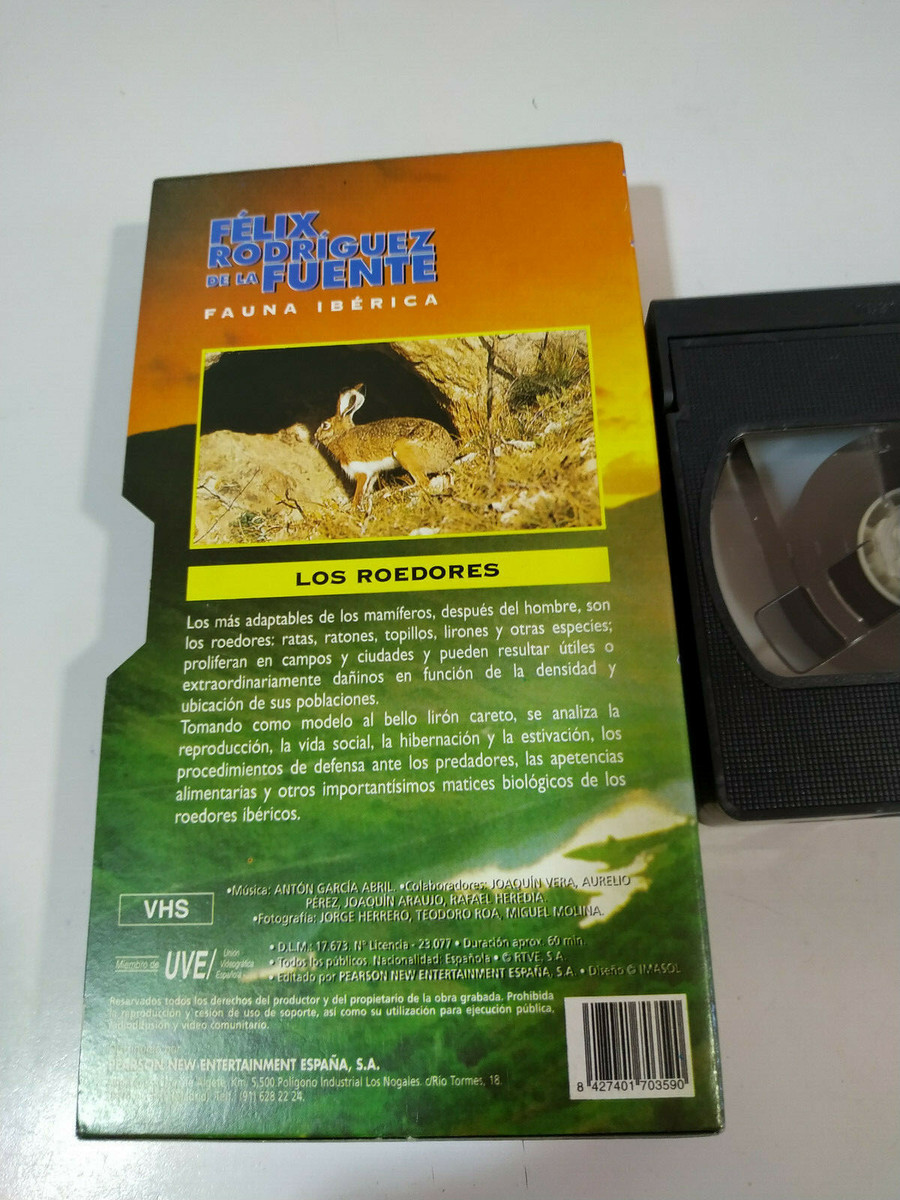 FÉLIX
RODRÍGUEZ
DE LA FUENTE
FAUNA IBÉRICA
LOS ROEDORES
Los más adaptables de los mamíferos, después del hombre, son
los roedores: ratas, ratones, topillos, lirones y otras especies;
proliferan en campos y ciudades y pueden resultar útiles o
extraordinariamente dañinos en función de la densidad y
ubicación de sus poblaciones.
Tomando como modelo al bello lirón careto, se analiza la
reproducción, la vida social, la hibernación y la estivación, los
procedimientos de defensa ante los predadores, las apetencias
alimentarias y otros importantísimos matices biológicos de los
roedores ibéricos.
•Música: ANTÓN GARCÍA ABRIL. •Colaboradores: JOAQUÍN VERA, AURELIO
PÉREZ, JOAQUÍN ARAUJO, RAFAEL HEREDIA.
•Fotografía: JORGE HERRERO, TEODORO ROA, MIGUEL MOLINA.
VHS
• D.L.M.: 17.673. Nº Licencia - 23.077 • Duración aprox. 60 min.
• Todos los públicos. Nacionalidad: Española • © RTVE, S.A.
• Editado por PEARSON NEW ENTERTAINMENT ESPAÑA, S.A. • Diseño © IMASOL
Miembro de UVE/ Unión Videográfica Española
Reservados todos los derechos del productor y del propietario de la obra grabada. Prohibida
la reproducción y cesión de uso de soporte, así como su utilización para ejecución pública,
radiodifusión y video comunitario.
PEARSON NEW ENTERTAINMENT ESPAÑA, S.A.
Km. 5,500 Polígono Industrial Los Nogales. c/Río Tormes, 18.
Telf. (91) 628 22 24.
8 427401 703590